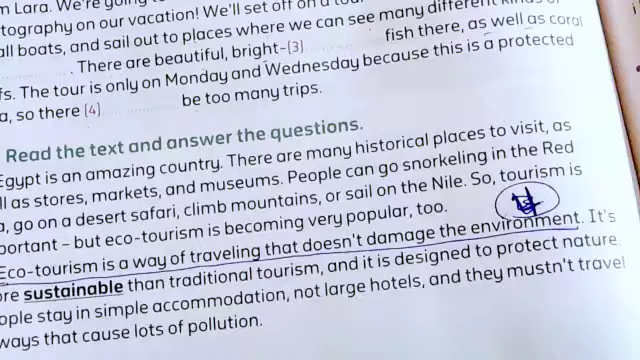 m Lara. We're going to
tography on our vacation! We'll set off on a tour
all boats, and sail out to places where we can see many different kinds of
There are beautiful, bright-(3) fish there, as well as coral
fs. The tour is only on Monday and Wednesday because this is a protected
a, so there (4) be too many trips.
Read the text and answer the questions.
Egypt is an amazing country. There are many historical places to visit, as
ll as stores, markets, and museums. People can go snorkeling in the Red
a, go on a desert safari, climb mountains, or sail on the Nile. So, tourism is
portant – but eco-tourism is becoming very popular, too.
Eco-tourism is a way of traveling that doesn't damage the environment. It's
re sustainable than traditional tourism, and it is designed to protect nature.
ople stay in simple accommodation, not large hotels, and they mustn't travel
ways that cause lots of pollution.